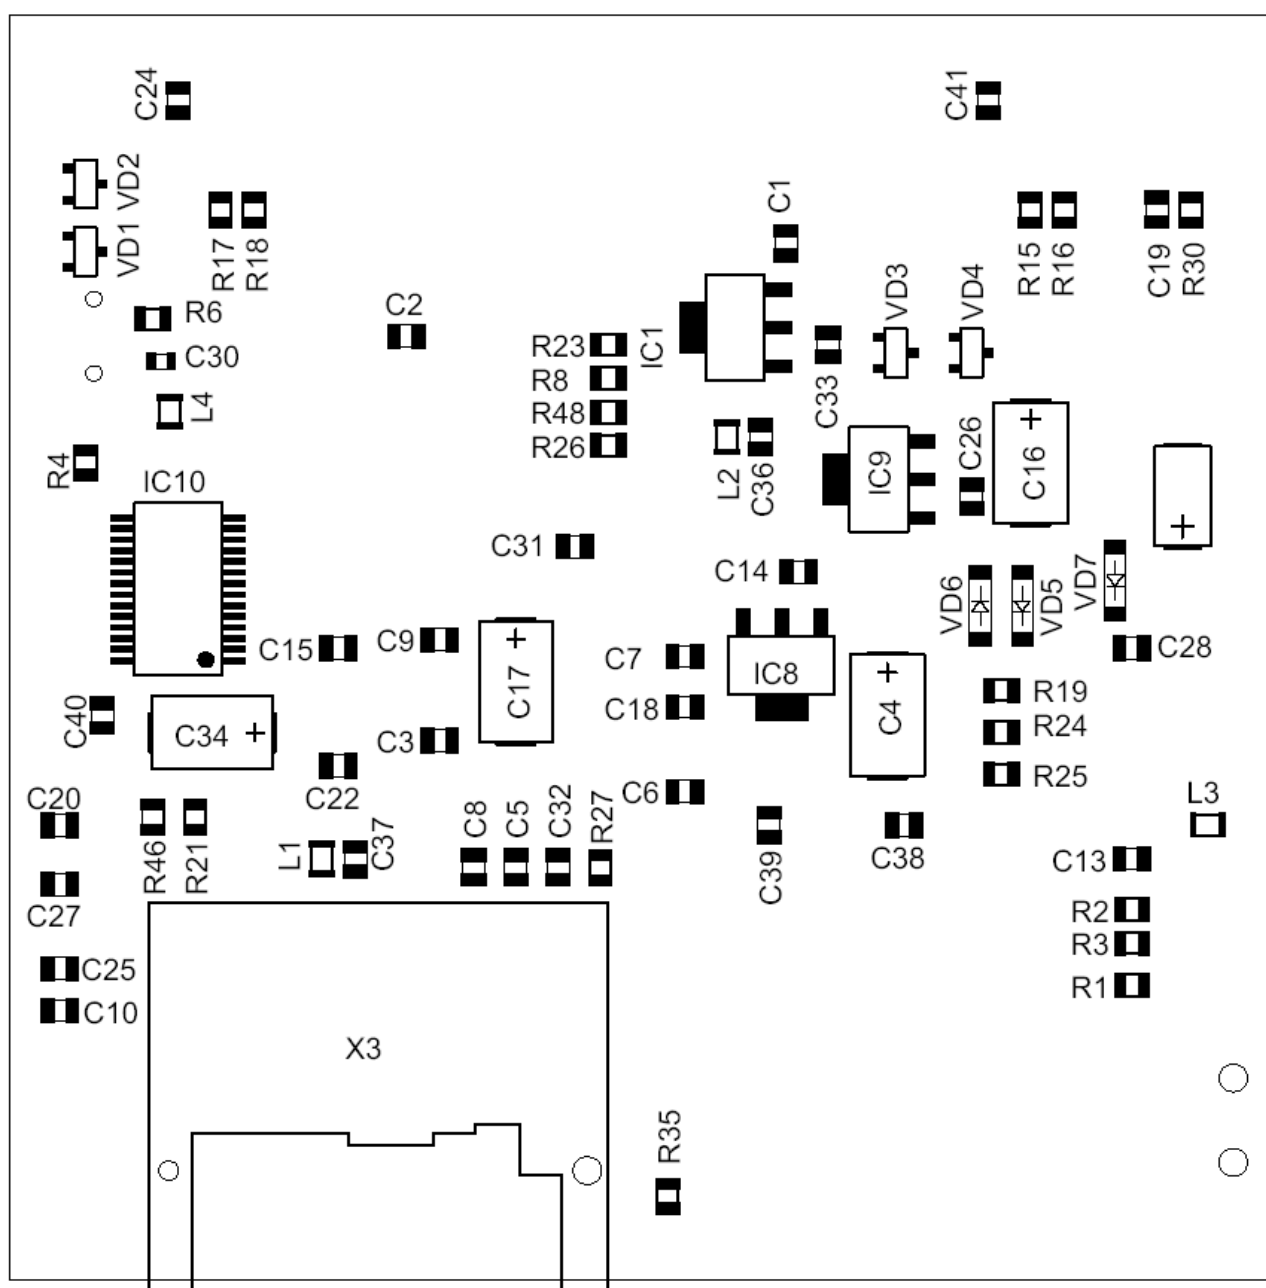 C24
C41
VD2
C1
VD1
R17
R18
R15
R16
C19
R30
R6
C2
VD3
VD4
IC1
R23
C30
R8
C33
L4
R48
R26
R4
L2
C36
IC9
C26
+
C16
IC10
+
C31
C14
VD7
VD6
VD5
C15
C9
+
C17
C7
IC8
+
C28
C40
C34 +
C3
C18
C4
R19
R24
C22
C6
R25
C20
L3
R46
R21
L1
C37
C8
C5
C32
R27
C39
C38
C13
C27
R2
R3
C25
R1
C10
X3
R35